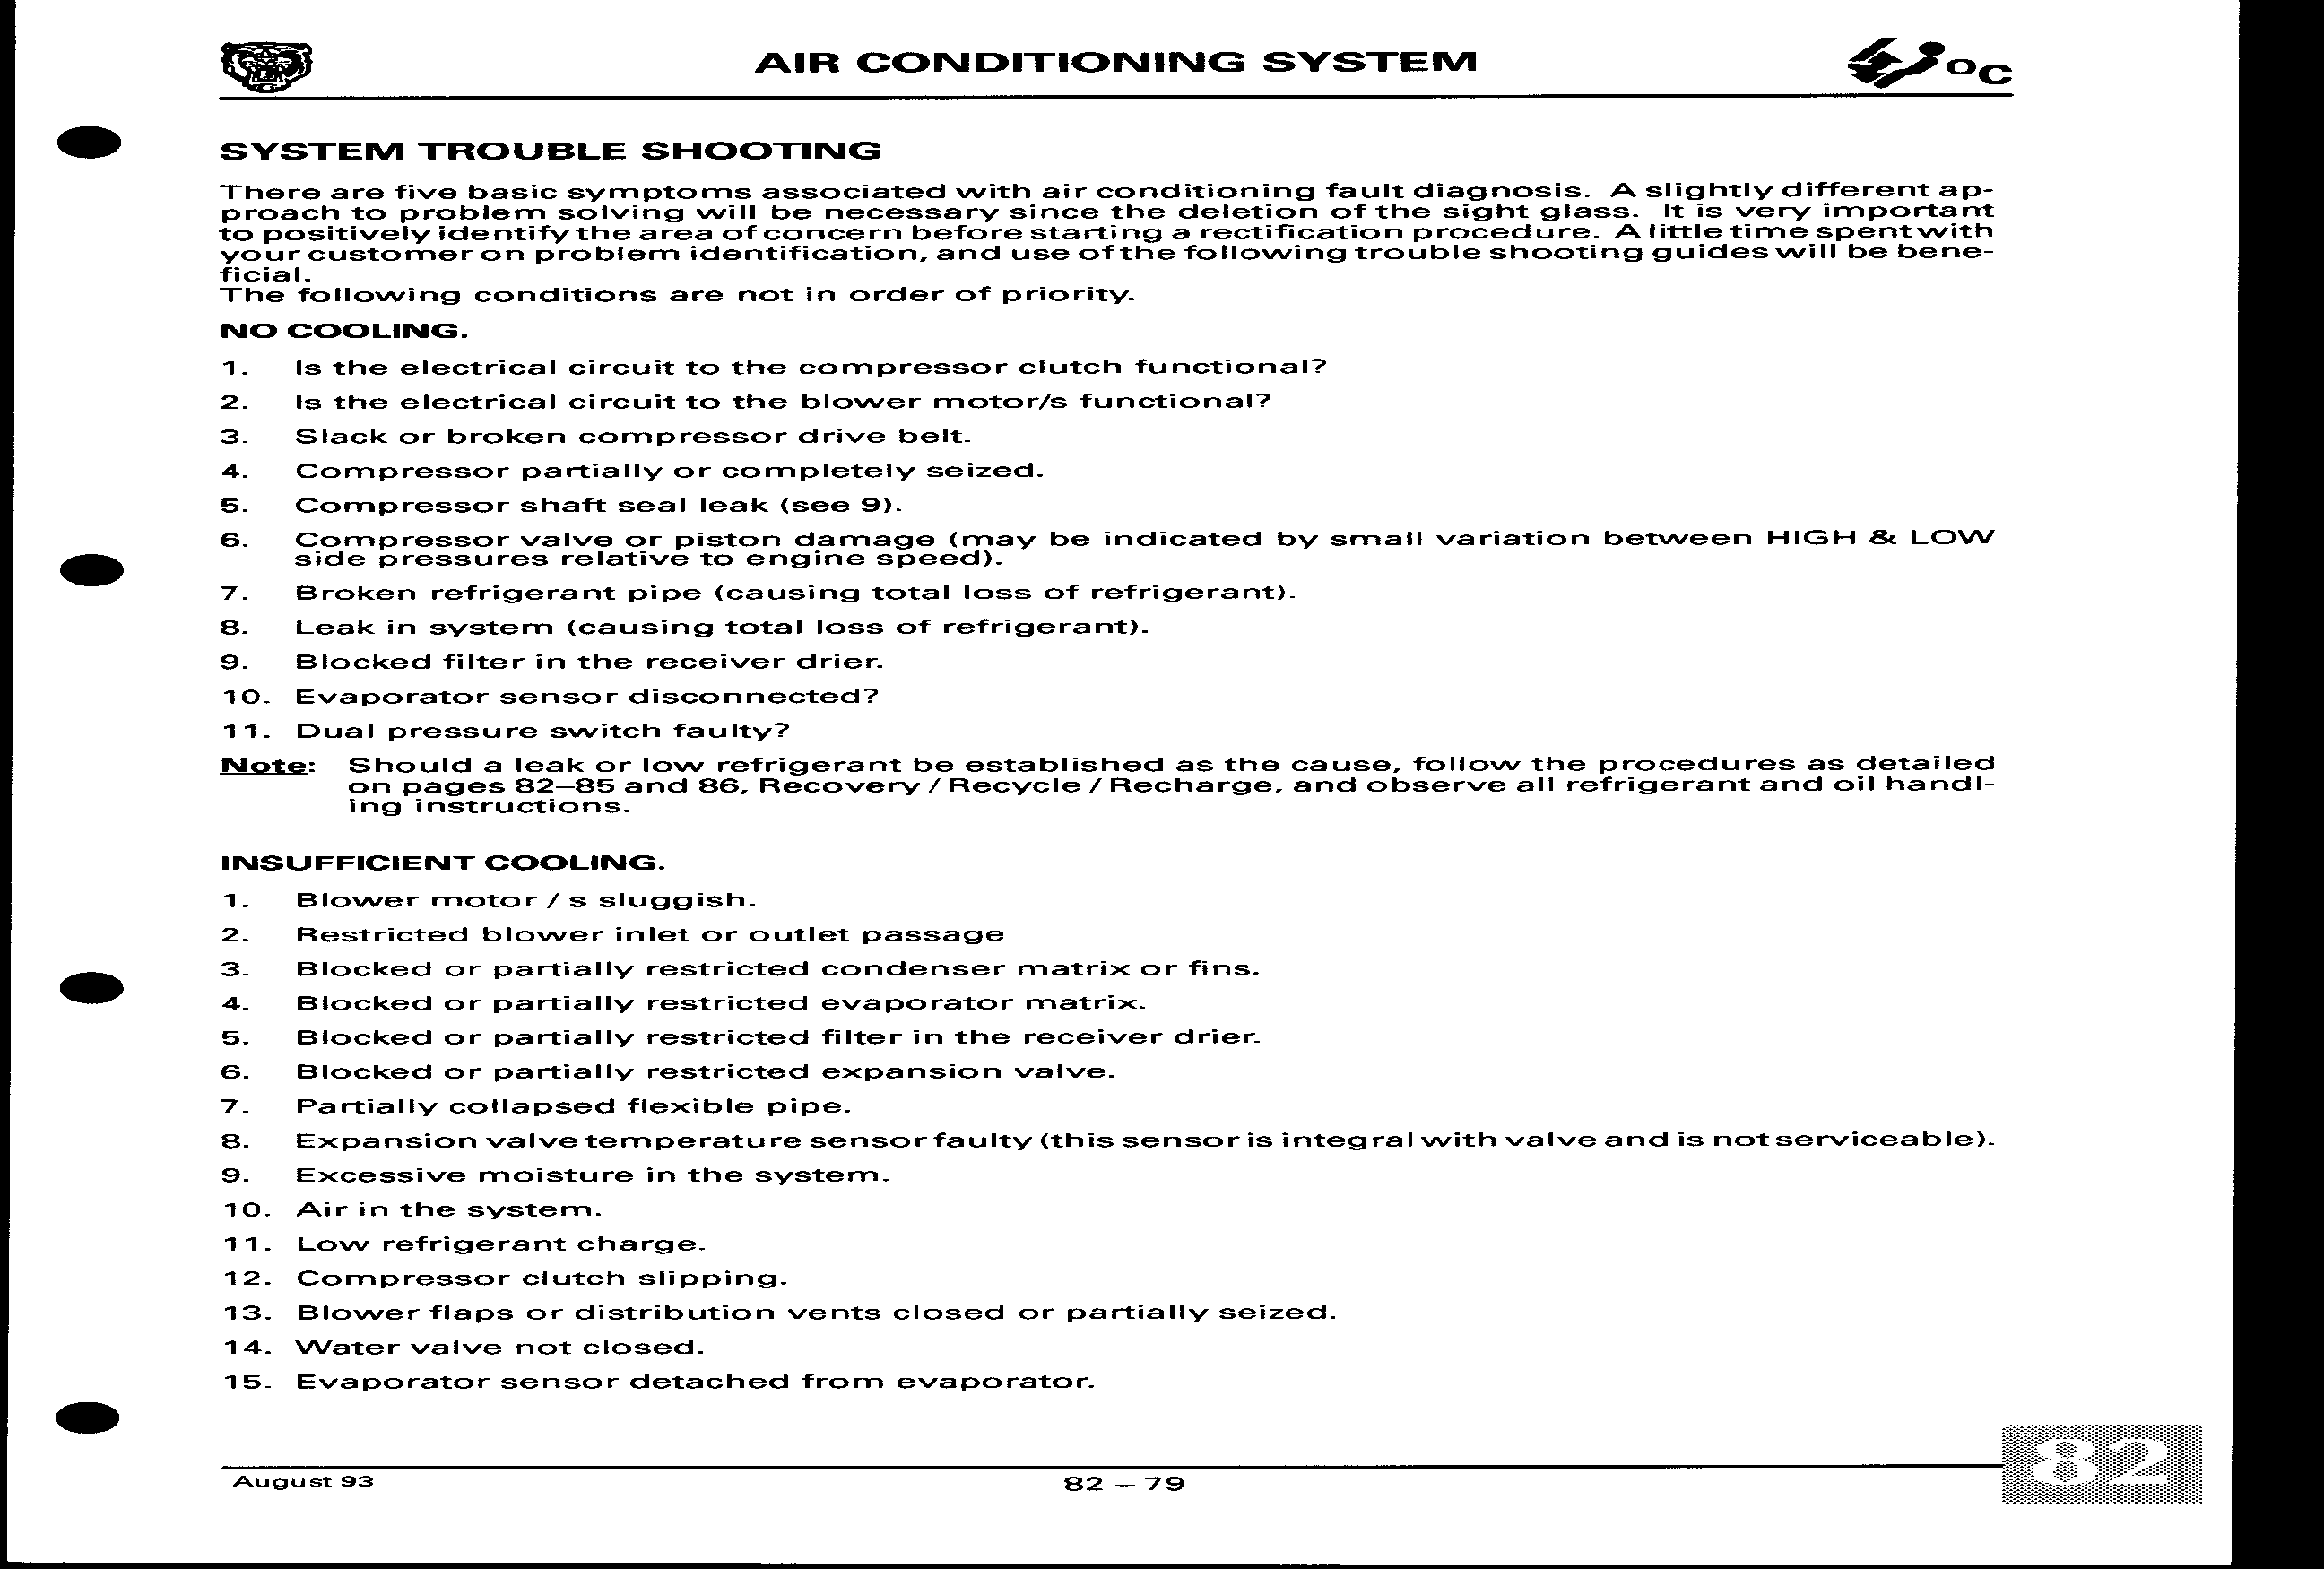 AIR CONDITIONING SYSTEM
oc
SYSTEM TROUBLE SHOOTING
There are five basic symptoms associated with air conditioning fault diagnosis. A slightly different ap-
proach to problem solving will be necessary since the deletion of the sight glass. It is very important
to positively identify the area of concern before starting a rectification procedure. A little time spent with
your customer on problem identification, and use of the following trouble shooting guides will be bene-
ficial.
The following conditions are not in order of priority.
NO COOLING.
1. Is the electrical circuit to the compressor clutch functional?
2. Is the electrical circuit to the blower motor/s functional?
3. Slack or broken compressor drive belt.
4. Compressor partially or completely seized.
5. Compressor shaft seal leak (see 9).
6. Compressor valve or piston damage (may be indicated by small variation between HIGH & LOW
side pressures relative to engine speed).
7. Broken refrigerant pipe (causing total loss of refrigerant).
8. Leak in system (causing total loss of refrigerant).
9. Blocked filter in the receiver drier.
10. Evaporator sensor disconnected?
11. Dual pressure switch faulty?
Note: Should a leak or low refrigerant be established as the cause, follow the procedures as detailed
on pages 82–85 and 86, Recovery / Recycle / Recharge, and observe all refrigerant and oil handl-
ing instructions.
INSUFFICIENT COOLING.
1. Blower motor / s sluggish.
2. Restricted blower inlet or outlet passage
3. Blocked or partially restricted condenser matrix or fins.
4. Blocked or partially restricted evaporator matrix.
5. Blocked or partially restricted filter in the receiver drier.
6. Blocked or partially restricted expansion valve.
7. Partially collapsed flexible pipe.
8. Expansion valve temperature sensor faulty (this sensor is integral with valve and is not serviceable).
9. Excessive moisture in the system.
10. Air in the system.
11. Low refrigerant charge.
12. Compressor clutch slipping.
13. Blower flaps or distribution vents closed or partially seized.
14. Water valve not closed.
15. Evaporator sensor detached from evaporator.
82
August 93
82 – 79